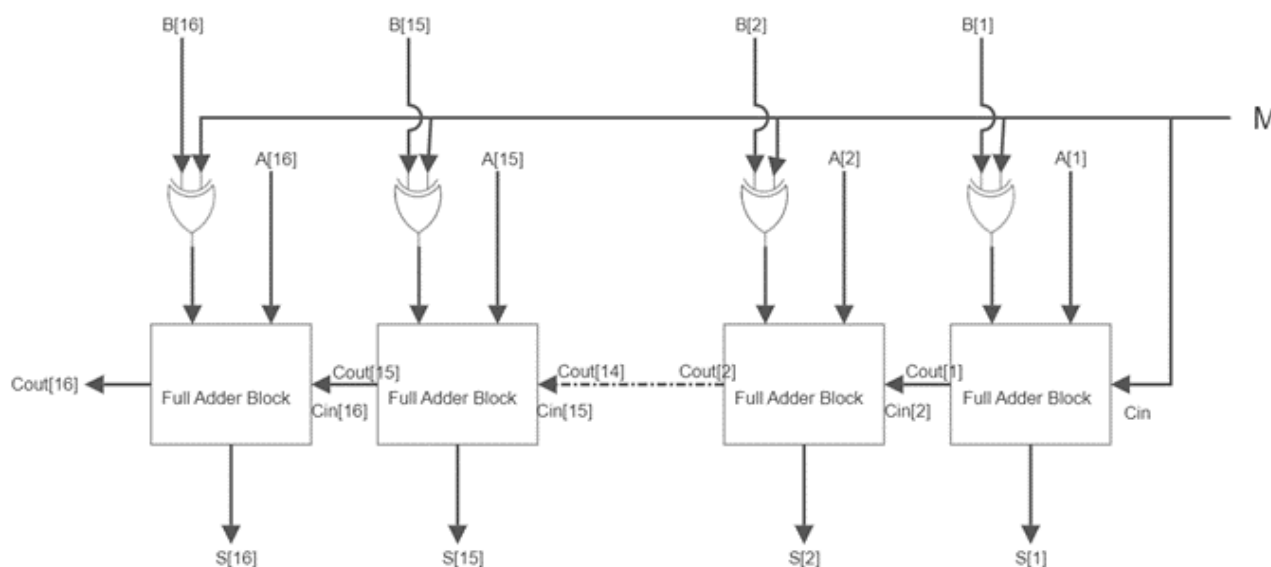 B[16] B[15] B[2] B[1]
M
A[16] A[15] A[2] A[1]
Cout[16] Full Adder Block Cout[15] Full Adder Block Cout[14] Cout[2] Full Adder Block Cout[1] Full Adder Block
Cin[16] Cin[15] Cin[2] Cin
S[16] S[15] S[2] S[1]